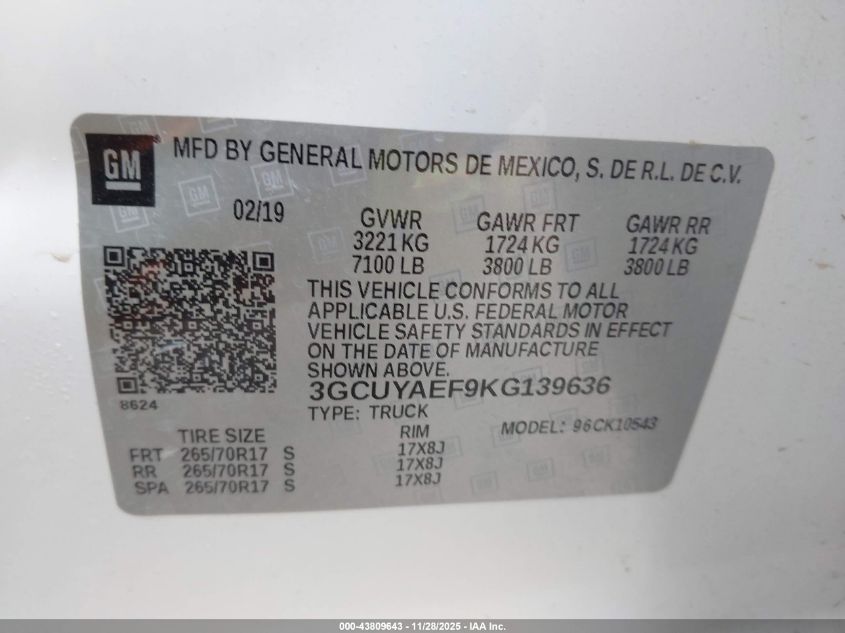 GM
MFD BY GENERAL MOTORS DE MEXICO, S. DE R.L. DE C.V.
02/19
GVWR GAWR FRT GAWR RR
3221 KG 1724 KG 1724 KG
7100 LB 3800 LB 3800 LB
THIS VEHICLE CONFORMS TO ALL
APPLICABLE U.S. FEDERAL MOTOR
VEHICLE SAFETY STANDARDS IN EFFECT
ON THE DATE OF MANUFACTURE
SHOWN ABOVE.
3GCUYAEF9KG139636
8624
TYPE: TRUCK
MODEL: 96CK10543
TIRE SIZE RIM
FRT 265/70R17 S 17X8J
RR 265/70R17 S 17X8J
SPA 265/70R17 S 17X8J
000-43809643 - 11/28/2025 - IAA Inc.